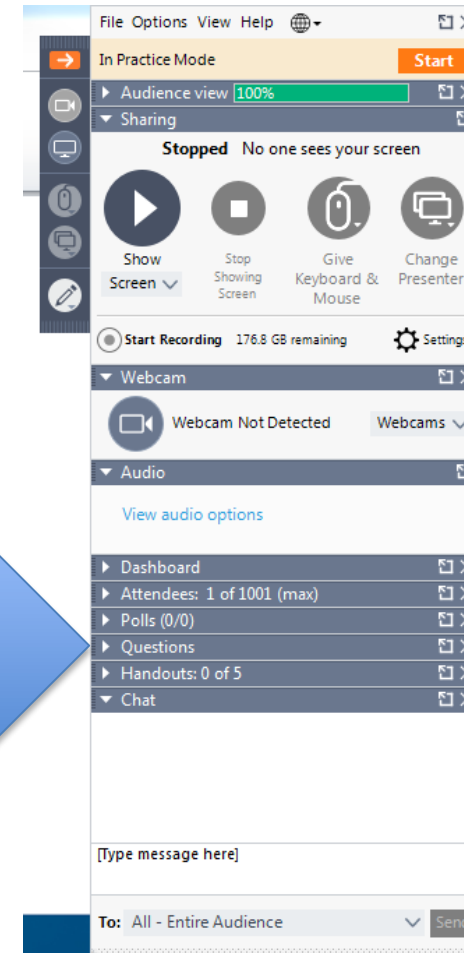 File Options View Help
In Practice Mode Start
Audience view 100%
Sharing
Stopped No one sees your screen
Show Stop Showing Screen Give Keyboard & Mouse Change Presenter
Screen
Start Recording 176.8 GB remaining Settings
Webcam
Webcam Not Detected Webcams
Audio
View audio options
Dashboard
Attendees: 1 of 1001 (max)
Polls (0/0)
Questions
Handouts: 0 of 5
Chat
[Type message here]
To: All - Entire Audience Send